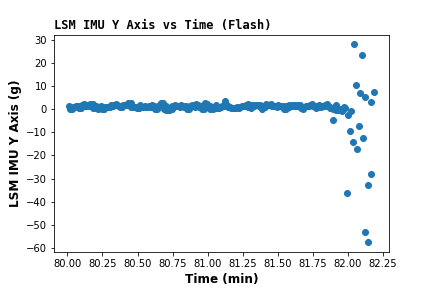 LSM IMU Y Axis vs Time (Flash)
30
20
10
0
−10
−20
−30
−40
−50
−60
LSM IMU Y Axis (g)
80.00 80.25 80.50 80.75 81.00 81.25 81.50 81.75 82.00 82.25
Time (min)